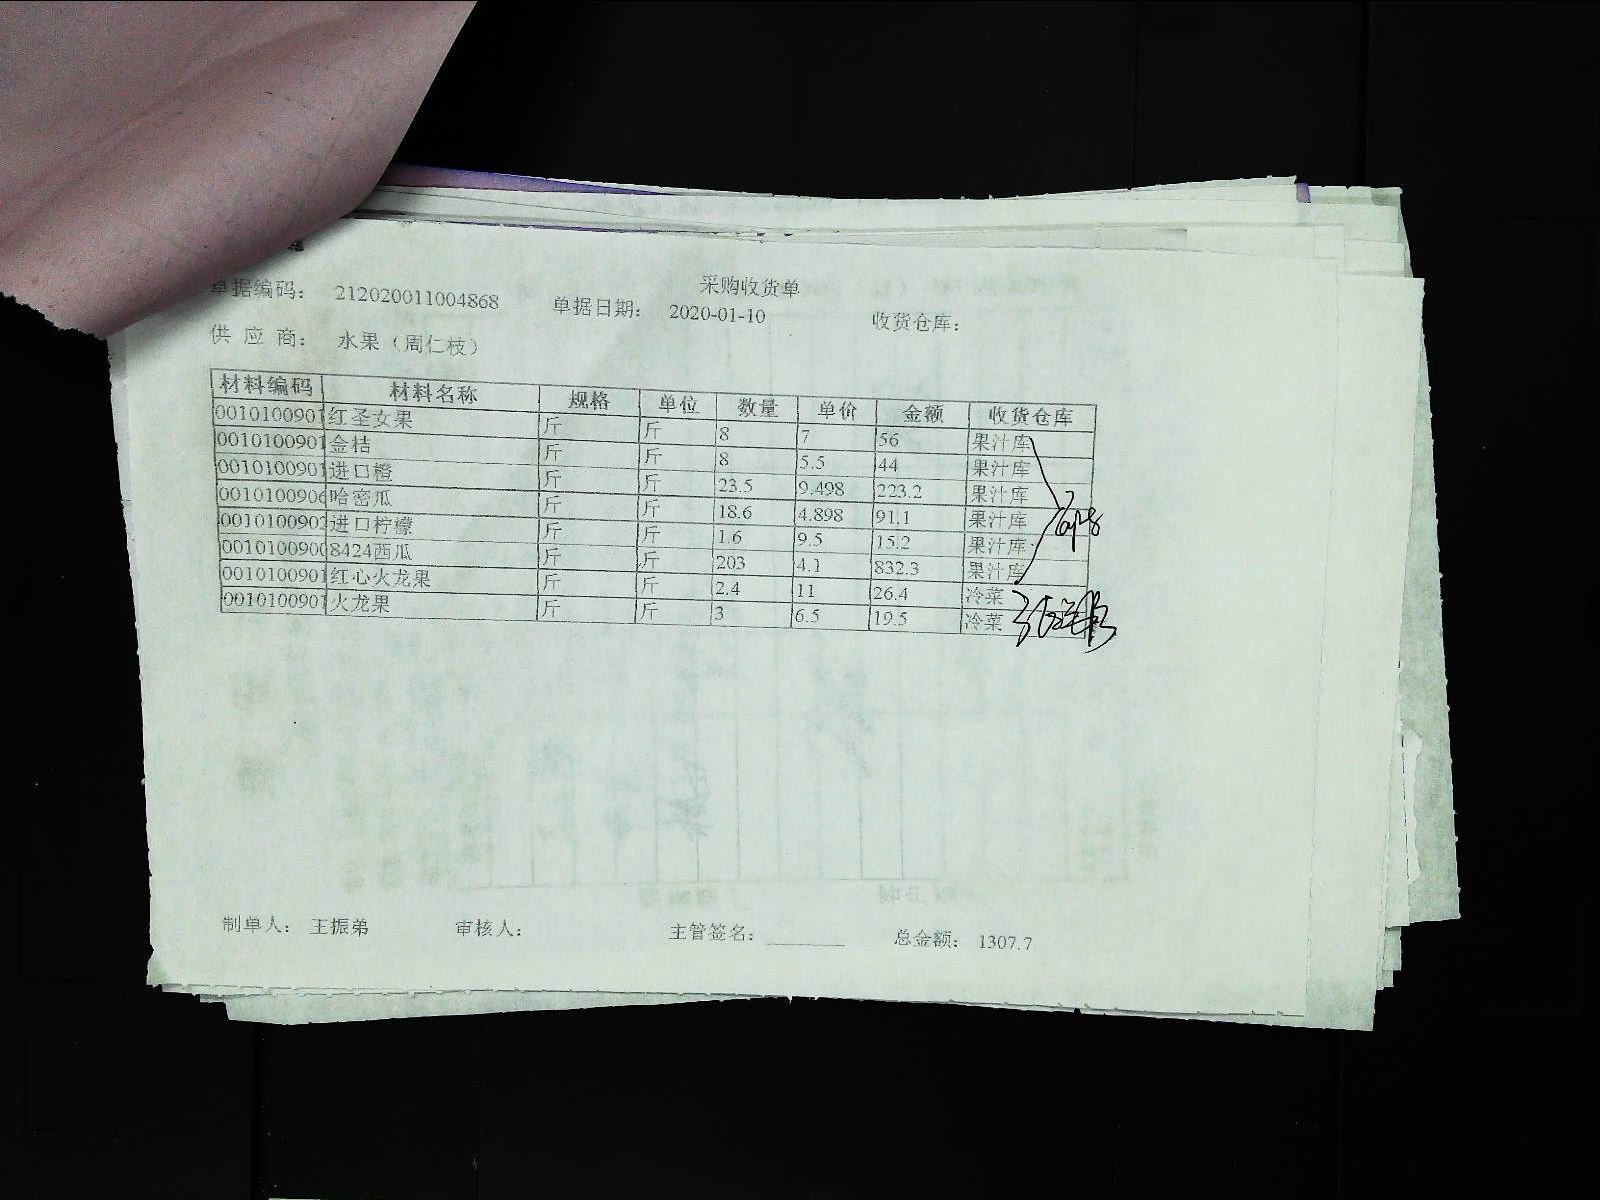 采购收货单
单据编码： 212020011004868 单据日期： 2020-01-10 收货仓库：
供 应 商： 水果（周仁枝）
材料编码 材料名称 规格 单位 数量 单价 金额 收货仓库
0010100901 红圣女果 斤 斤 8 7 56 果汁库
0010100901 金桔 斤 斤 8 5.5 44 果汁库
0010100901 进口橙 斤 斤 23.5 9.498 223.2 果汁库
0010100906 哈密瓜 斤 斤 18.6 4.898 91.1 果汁库
0010100902 进口柠檬 斤 斤 1.6 9.5 15.2 果汁库
0010100900 8424西瓜 斤 斤 203 4.1 832.3 果汁库
0010100901 红心火龙果 斤 斤 2.4 11 26.4 冷菜
0010100901 火龙果 斤 斤 3 6.5 19.5 冷菜
制单人： 王振弟 审核人： 主管签名： 总金额： 1307.7